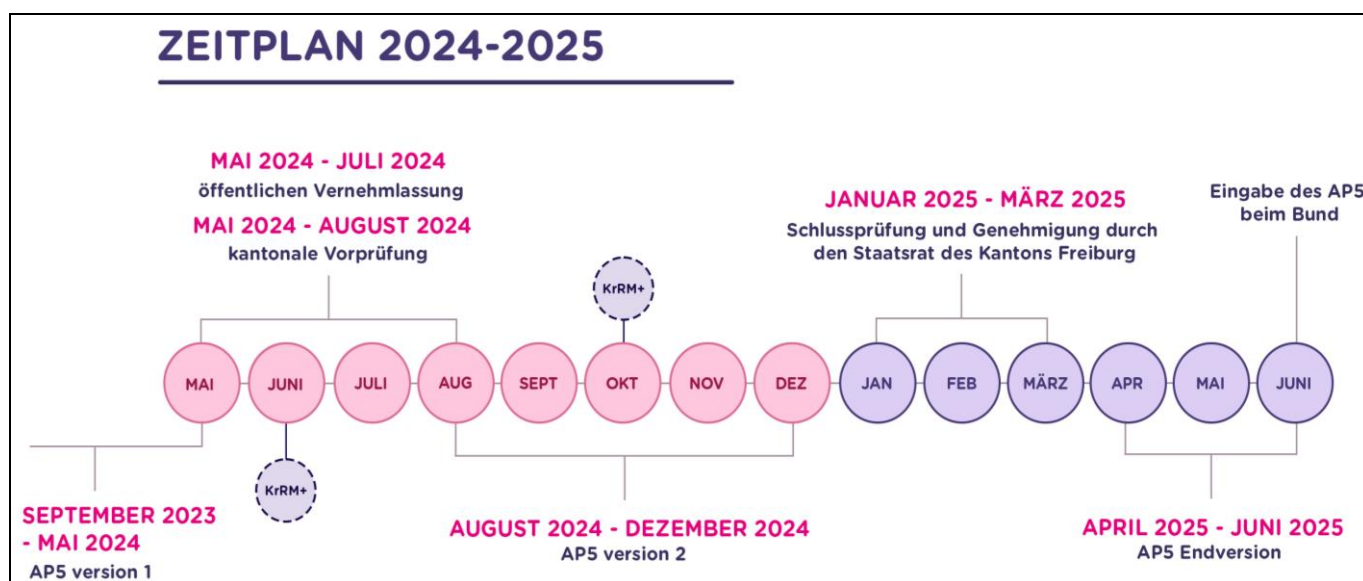 ZEITPLAN 2024-2025
MAI 2024 - JULI 2024
öffentlichen Vernehmlassung
MAI 2024 - AUGUST 2024
kantonale Vorprüfung
KrRM+
JANUAR 2025 - MÄRZ 2025
Schlussprüfung und Genehmigung durch
den Staatsrat des Kantons Freiburg
Eingabe des AP5
beim Bund
MAI
JUNI
JULI
AUG
SEPT
OKT
NOV
DEZ
JAN
FEB
MÄRZ
APR
MAI
JUNI
KrRM+
SEPTEMBER 2023
- MAI 2024
AP5 version 1
AUGUST 2024 - DEZEMBER 2024
AP5 version 2
APRIL 2025 - JUNI 2025
AP5 Endversion